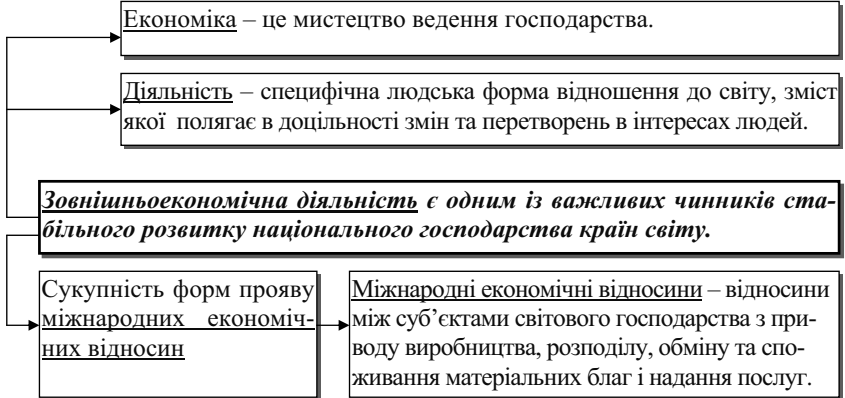 Економіка – це мистецтво ведення господарства.
Діяльність – специфічна людська форма відношення до світу, зміст
якої полягає в доцільності змін та перетворень в інтересах людей.
Зовнішньоекономічна діяльність є одним із важливих чинників ста-
більного розвитку національного господарства країн світу.
Сукупність форм прояву
міжнародних економіч-
них відносин
Міжнародні економічні відносини – відносини
між суб’єктами світового господарства з при-
воду виробництва, розподілу, обміну та спо-
живання матеріальних благ і надання послуг.